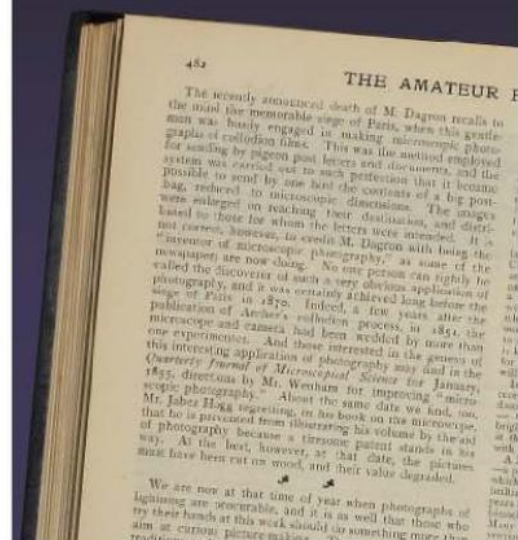 482
THE AMATEUR
The recently announced death of M. Dagron recalls to
the mind the memorable siege of Paris, when this gentle-
man was busily engaged in making microscopic photo-
graphs of collodion films. This was the method employed
for sending by pigeon post letters and documents, and the
system was carried out to such perfection that it became
possible to send by one bird the contents of a big post-
bag, reduced to microscopic dimensions. The images
were enlarged on reaching their destination, and distri-
buted to those for whom the letters were intended. It is
not correct, however, to credit M. Dagron with being the
"inventor of microscopic photography," as some of the
newspapers are now doing. No one person can rightly be
called the discoverer of such a very obvious application of
photography, and it was certainly achieved long before the
siege of Paris in 1870. Indeed, a few years after the
publication of Archer's collodion process, in 1851, the
microscope and camera had been wedded by more than
one experimenter. And those interested in the genesis of
this interesting application of photography may find in the
Quarterly Journal of Microscopical Science for January,
1855, directions by Mr. Wenham for improving "micro-
scopic photography." About the same date we find, too,
Mr. Jabez Hogg regretting, in his book on the microscope,
that he is prevented from illustrating his volume by the aid
of photography because a tiresome patent stands in his
way. At the best, however, at that date, the pictures
must have been cut on wood, and their value degraded.
We are now at that time of year when photographs of
lightning are procurable, and it is as well that those who
try their hands at this work should do something more than
aim at curious picture-making.